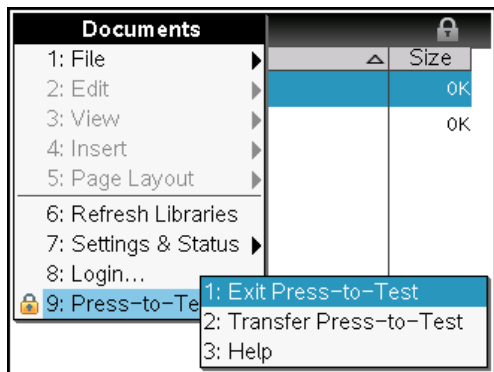 Documents
1: File
Size
2: Edit
0K
3: View
0K
4: Insert
5: Page Layout
6: Refresh Libraries
7: Settings & Status
8: Login...
9: Press-to-Te
1: Exit Press-to-Test
2: Transfer Press-to-Test
3: Help